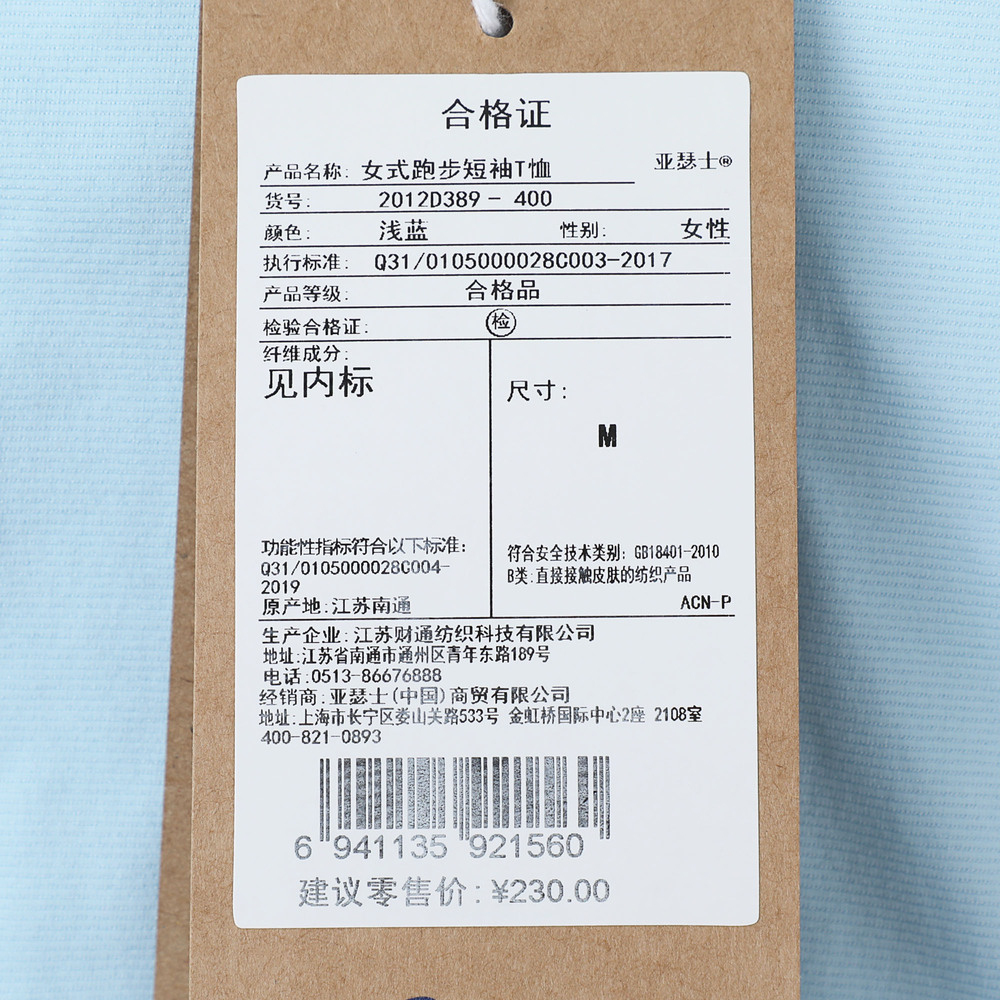 合格证
产品名称: 女式跑步短袖T恤
亚瑟士®
货号: 2012D389 - 400
颜色: 浅蓝 性别: 女性
执行标准: Q31/0105000028C003-2017
产品等级: 合格品
检验合格证: 检
纤维成分:
见内标
尺寸:
M
功能性指标符合以下标准:
Q31/0105000028C004-
2019
原产地:江苏南通
符合安全技术类别: GB18401-2010
B类:直接接触皮肤的纺织产品
ACN-P
生产企业:江苏财通纺织科技有限公司
地址:江苏省南通市通州区青年东路189号
电话:0513-86676888
经销商:亚瑟士(中国)商贸有限公司
地址:上海市长宁区娄山关路533号 金虹桥国际中心2座 2108室
400-821-0893
6 941135 921560
建议零售价:¥230.00